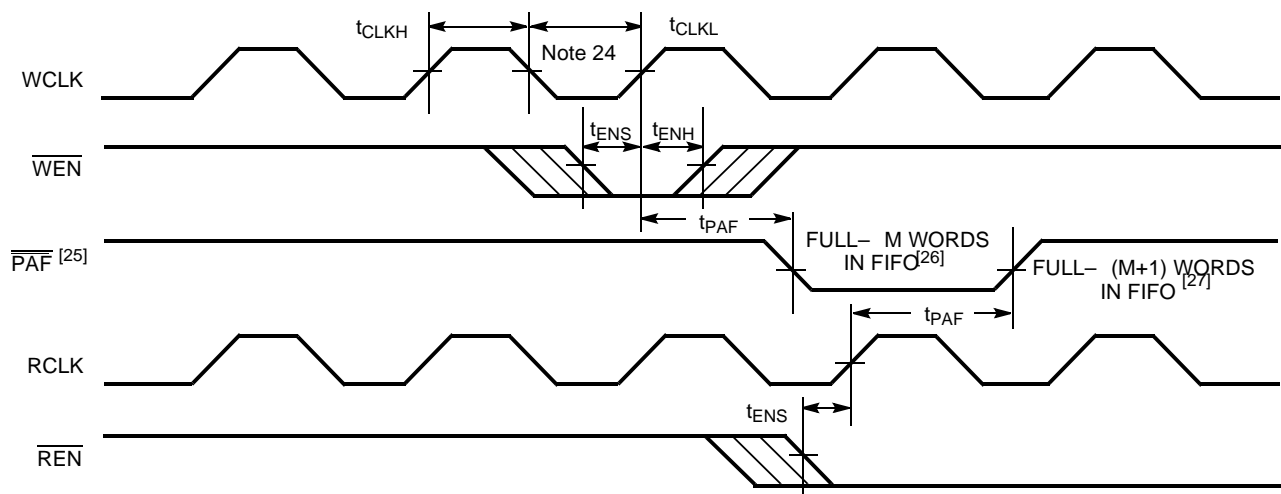 tCLKH
tCLKL
Note 24
WCLK
tENS
tENH
WEN
tPAF
PAF [25]
FULL– M WORDS
IN FIFO[26]
FULL– (M+1) WORDS
IN FIFO [27]
tPAF
RCLK
tENS
REN